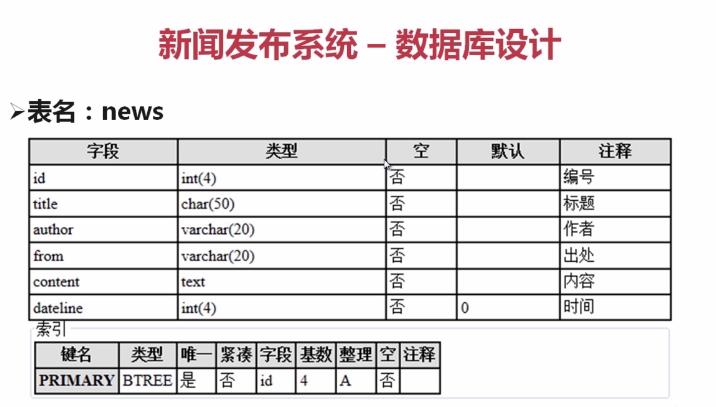 新闻发布系统 – 数据库设计
➢表名：news
字段 类型 空 默认 注释
id int(4) 否 编号
title char(50) 否 标题
author varchar(20) 否 作者
from varchar(20) 否 出处
content text 否 内容
dateline int(4) 否 0 时间
索引
键名 类型 唯一 紧凑 字段 基数 整理 空 注释
PRIMARY BTREE 是 否 id 4 A 否